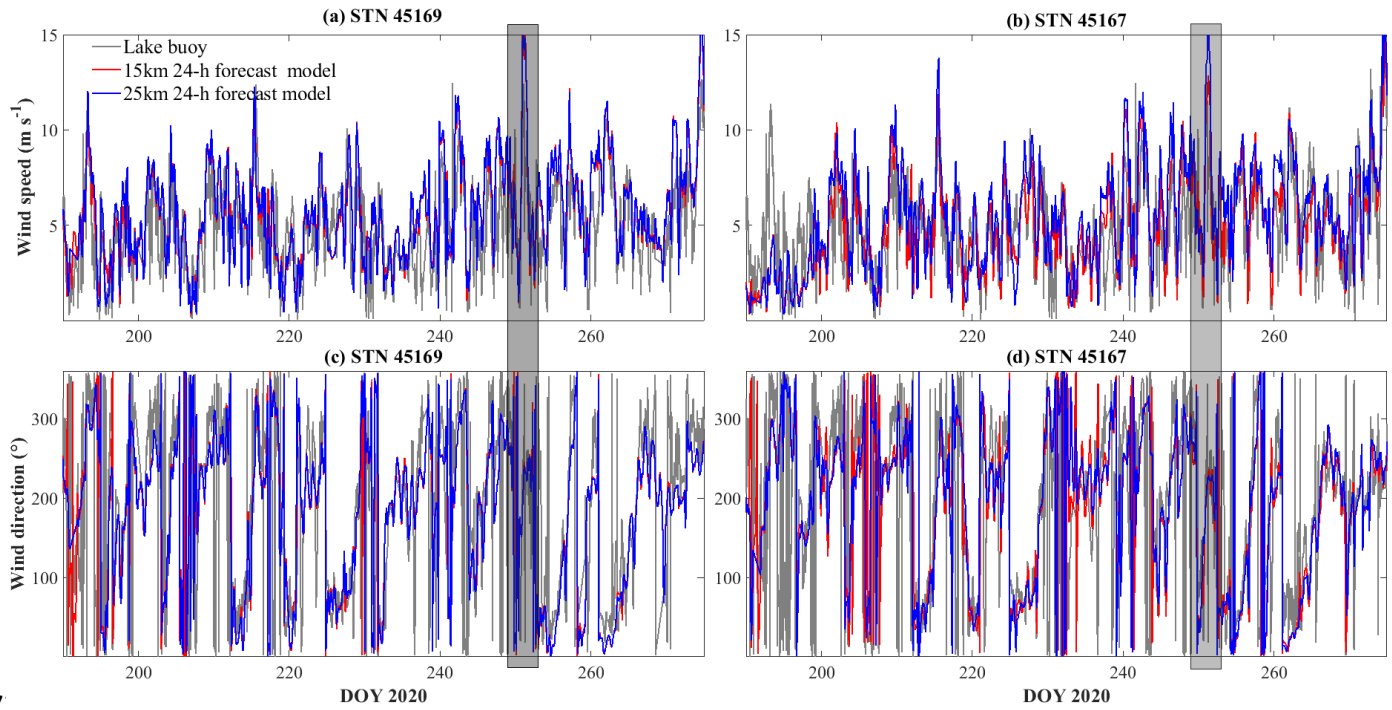 (a) STN 45169
(b) STN 45167
Wind speed (m s-1)
15
10
5
Lake buoy
15km 24-h forecast model
25km 24-h forecast model
15
10
5
200 220 240 260
200 220 240 260
(c) STN 45169
(d) STN 45167
Wind direction (°)
300
200
100
300
200
100
200 220 240 260
200 220 240 260
DOY 2020
DOY 2020